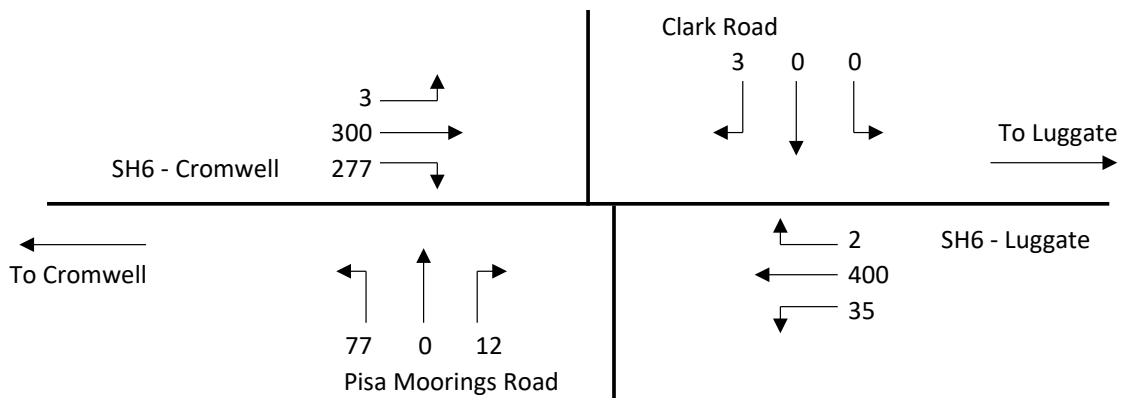 Clark Road
3 0 0
3
300
277
SH6 - Cromwell
To Luggate
To Cromwell
2
400
35
SH6 - Luggate
77 0 12
Pisa Moorings Road